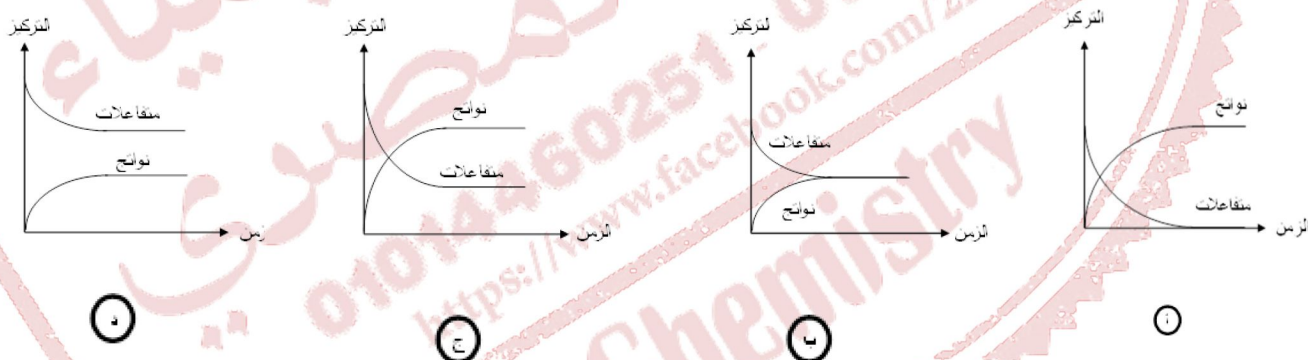 التركيز
نواتج
متفاعلات
الزمن
أ
التركيز
متفاعلات
نواتج
الزمن
ب
التركيز
نواتج
متفاعلات
الزمن
ج
التركيز
متفاعلات
نواتج
زمن
د
01014460251
https://www.facebook.com/
Chemistry